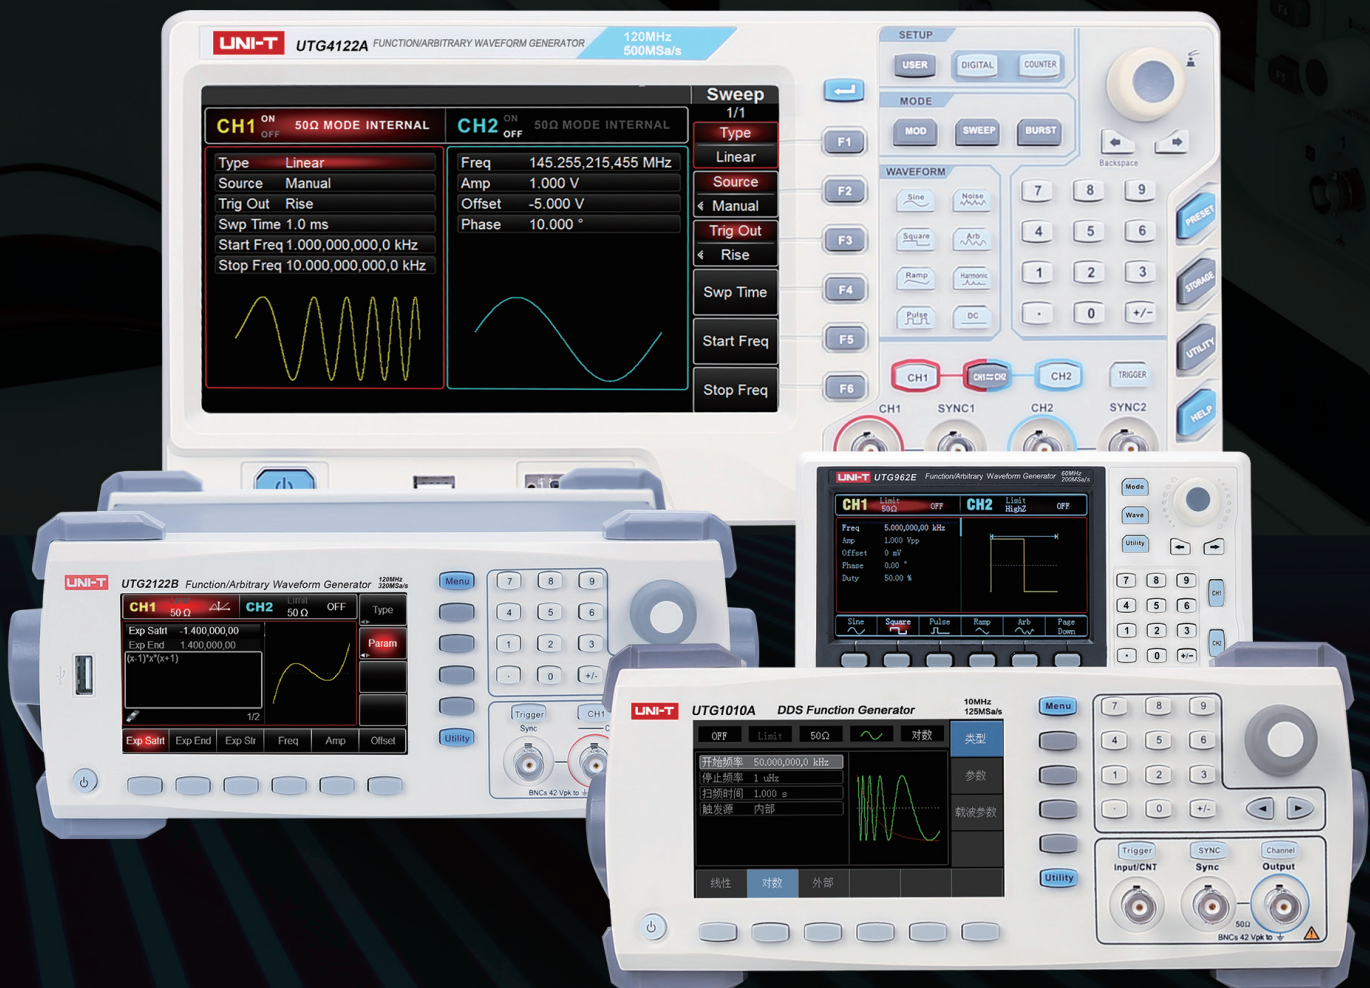 UNI-T UTG4122A FUNCTION/ARBITRARY WAVEFORM GENERATOR
120MHz
500MSa/s
CH1 ON
OFF
50Ω MODE INTERNAL
CH2 ON
OFF
50Ω MODE INTERNAL
Type Linear
Source Manual
Trig Out Rise
Swp Time 1.0 ms
Start Freq 1.000,000,000,0 kHz
Stop Freq 10.000,000,000,0 kHz
Freq 145.255,215,455 MHz
Amp 1.000 V
Offset -5.000 V
Phase 10.000 °
Sweep
1/1
Type
Linear
Source
Manual
Trig Out
Rise
Swp Time
Start Freq
Stop Freq
F1
F2
F3
F4
F5
F6
SETUP
USER DIGITAL COUNTER
MODE
MOD SWEEP BURST
Backspace
WAVEFORM
Sine Noise
Square Arb
Ramp Harmonic
Pulse DC
7 8 9
4 5 6
1 2 3
. 0 +/-
PRESET
STORAGE
UTILITY
HELP
CH1 CH1⇌CH2 CH2 TRIGGER
CH1 SYNC1 CH2 SYNC2
UNI-T UTG962E Function/Arbitrary Waveform Generator
60MHz
200MSa/s
CH1 Limit
50Ω
OFF
CH2 Limit
HighZ
OFF
Freq 5.000,000,00 kHz
Amp 1.000 Vpp
Offset 0 mV
Phase 0.00 °
Duty 50.00 %
Sine Square Pulse Ramp Arb Page
Down
Mode
Wave
Utility
7 8 9
4 5 6
1 2 3
. 0 +/-
CH1
CH2
UNI-T UTG2122B Function/Arbitrary Waveform Generator
120MHz
320MSa/s
CH1
50 Ω
CH2 Limit
50 Ω
OFF
Type
Param
Exp Satrt -1.400,000,00
Exp End 1.400,000,00
(x-1)*x*(x+1)
1/2
Exp Satrt Exp End Exp Str Freq Amp Offset
Menu
Utility
7 8 9
4 5 6
1 2 3
. 0 +/-
Trigger CH1
Sync
BNCs 42 Vpk to
UNI-T UTG1010A DDS Function Generator
10MHz
125MSa/s
OFF Limit 50Ω 对数
类型
开始频率 50.000,000,0 kHz
停止频率 1 uHz
扫频时间 1.000 s
触发源 内部
参数
载波参数
线性 对数 外部
Menu
Utility
7 8 9
4 5 6
1 2 3
. 0 +/-
Trigger SYNC Channel
Input/CNT Sync Output
50Ω
BNCs 42 Vpk to